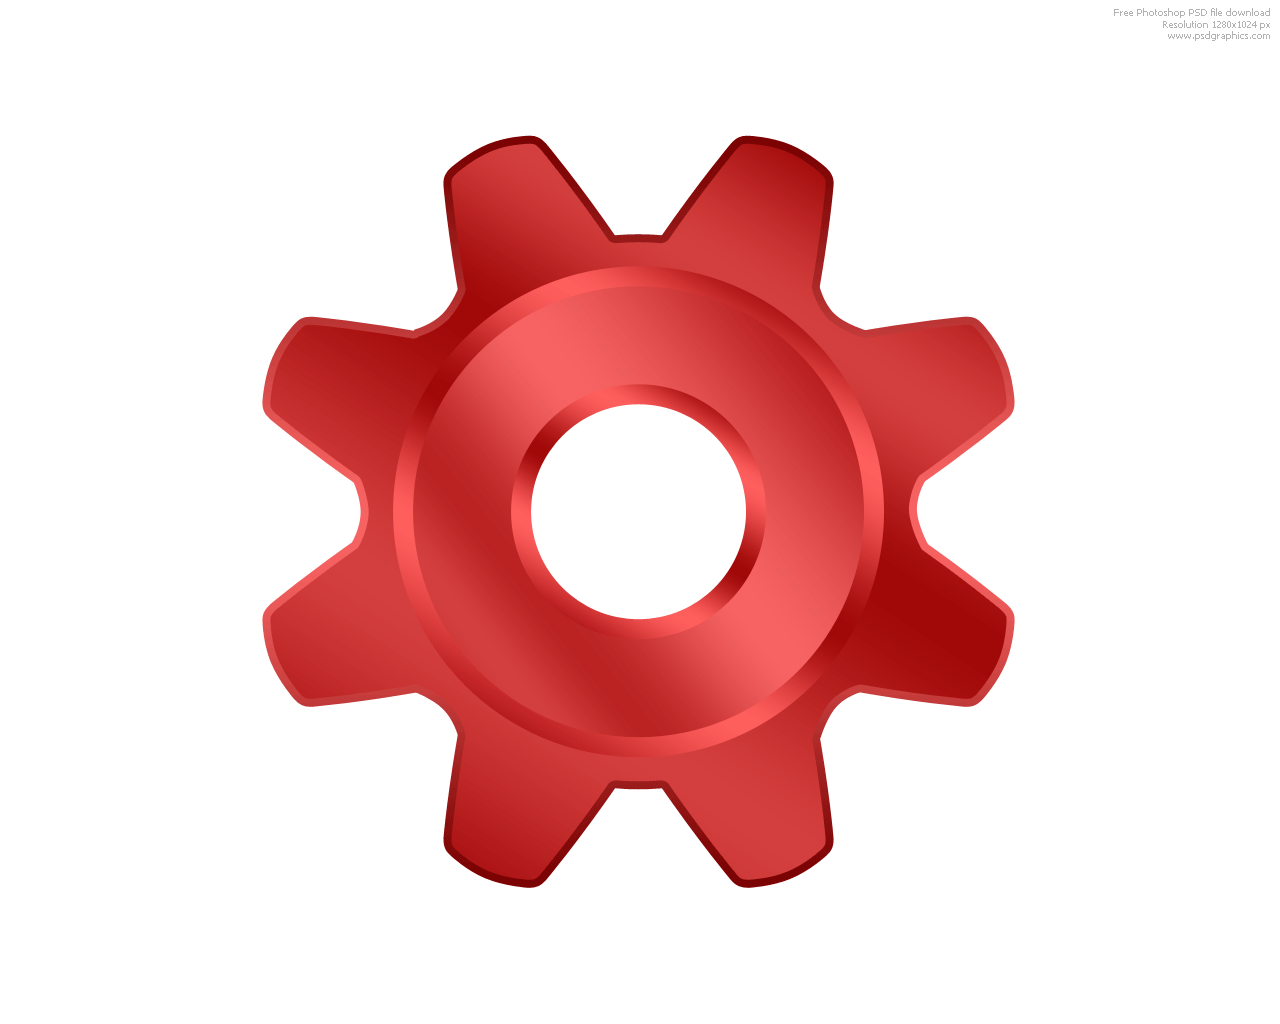 Free Photoshop PSD file download
Resolution 1280x1024 px
www.psdgraphics.com